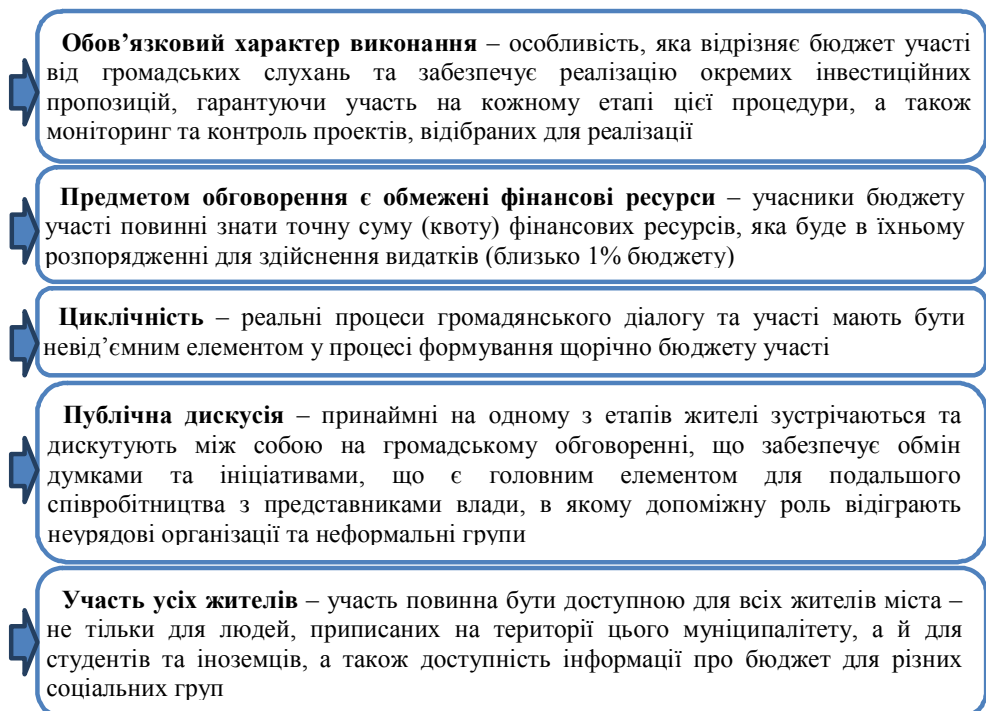 Обов’язковий характер виконання – особливість, яка відрізняє бюджет участі
від громадських слухань та забезпечує реалізацію окремих інвестиційних
пропозицій, гарантуючи участь на кожному етапі цієї процедури, а також
моніторинг та контроль проектів, відібраних для реалізації
Предметом обговорення є обмежені фінансові ресурси – учасники бюджету
участі повинні знати точну суму (квоту) фінансових ресурсів, яка буде в їхньому
розпорядженні для здійснення видатків (близько 1% бюджету)
Циклічність – реальні процеси громадянського діалогу та участі мають бути
невід’ємним елементом у процесі формування щорічно бюджету участі
Публічна дискусія – принаймні на одному з етапів жителі зустрічаються та
дискутують між собою на громадському обговоренні, що забезпечує обмін
думками та ініціативами, що є головним елементом для подальшого
співробітництва з представниками влади, в якому допоміжну роль відіграють
неурядові організації та неформальні групи
Участь усіх жителів – участь повинна бути доступною для всіх жителів міста –
не тільки для людей, приписаних на території цього муніципалітету, а й для
студентів та іноземців, а також доступність інформації про бюджет для різних
соціальних груп